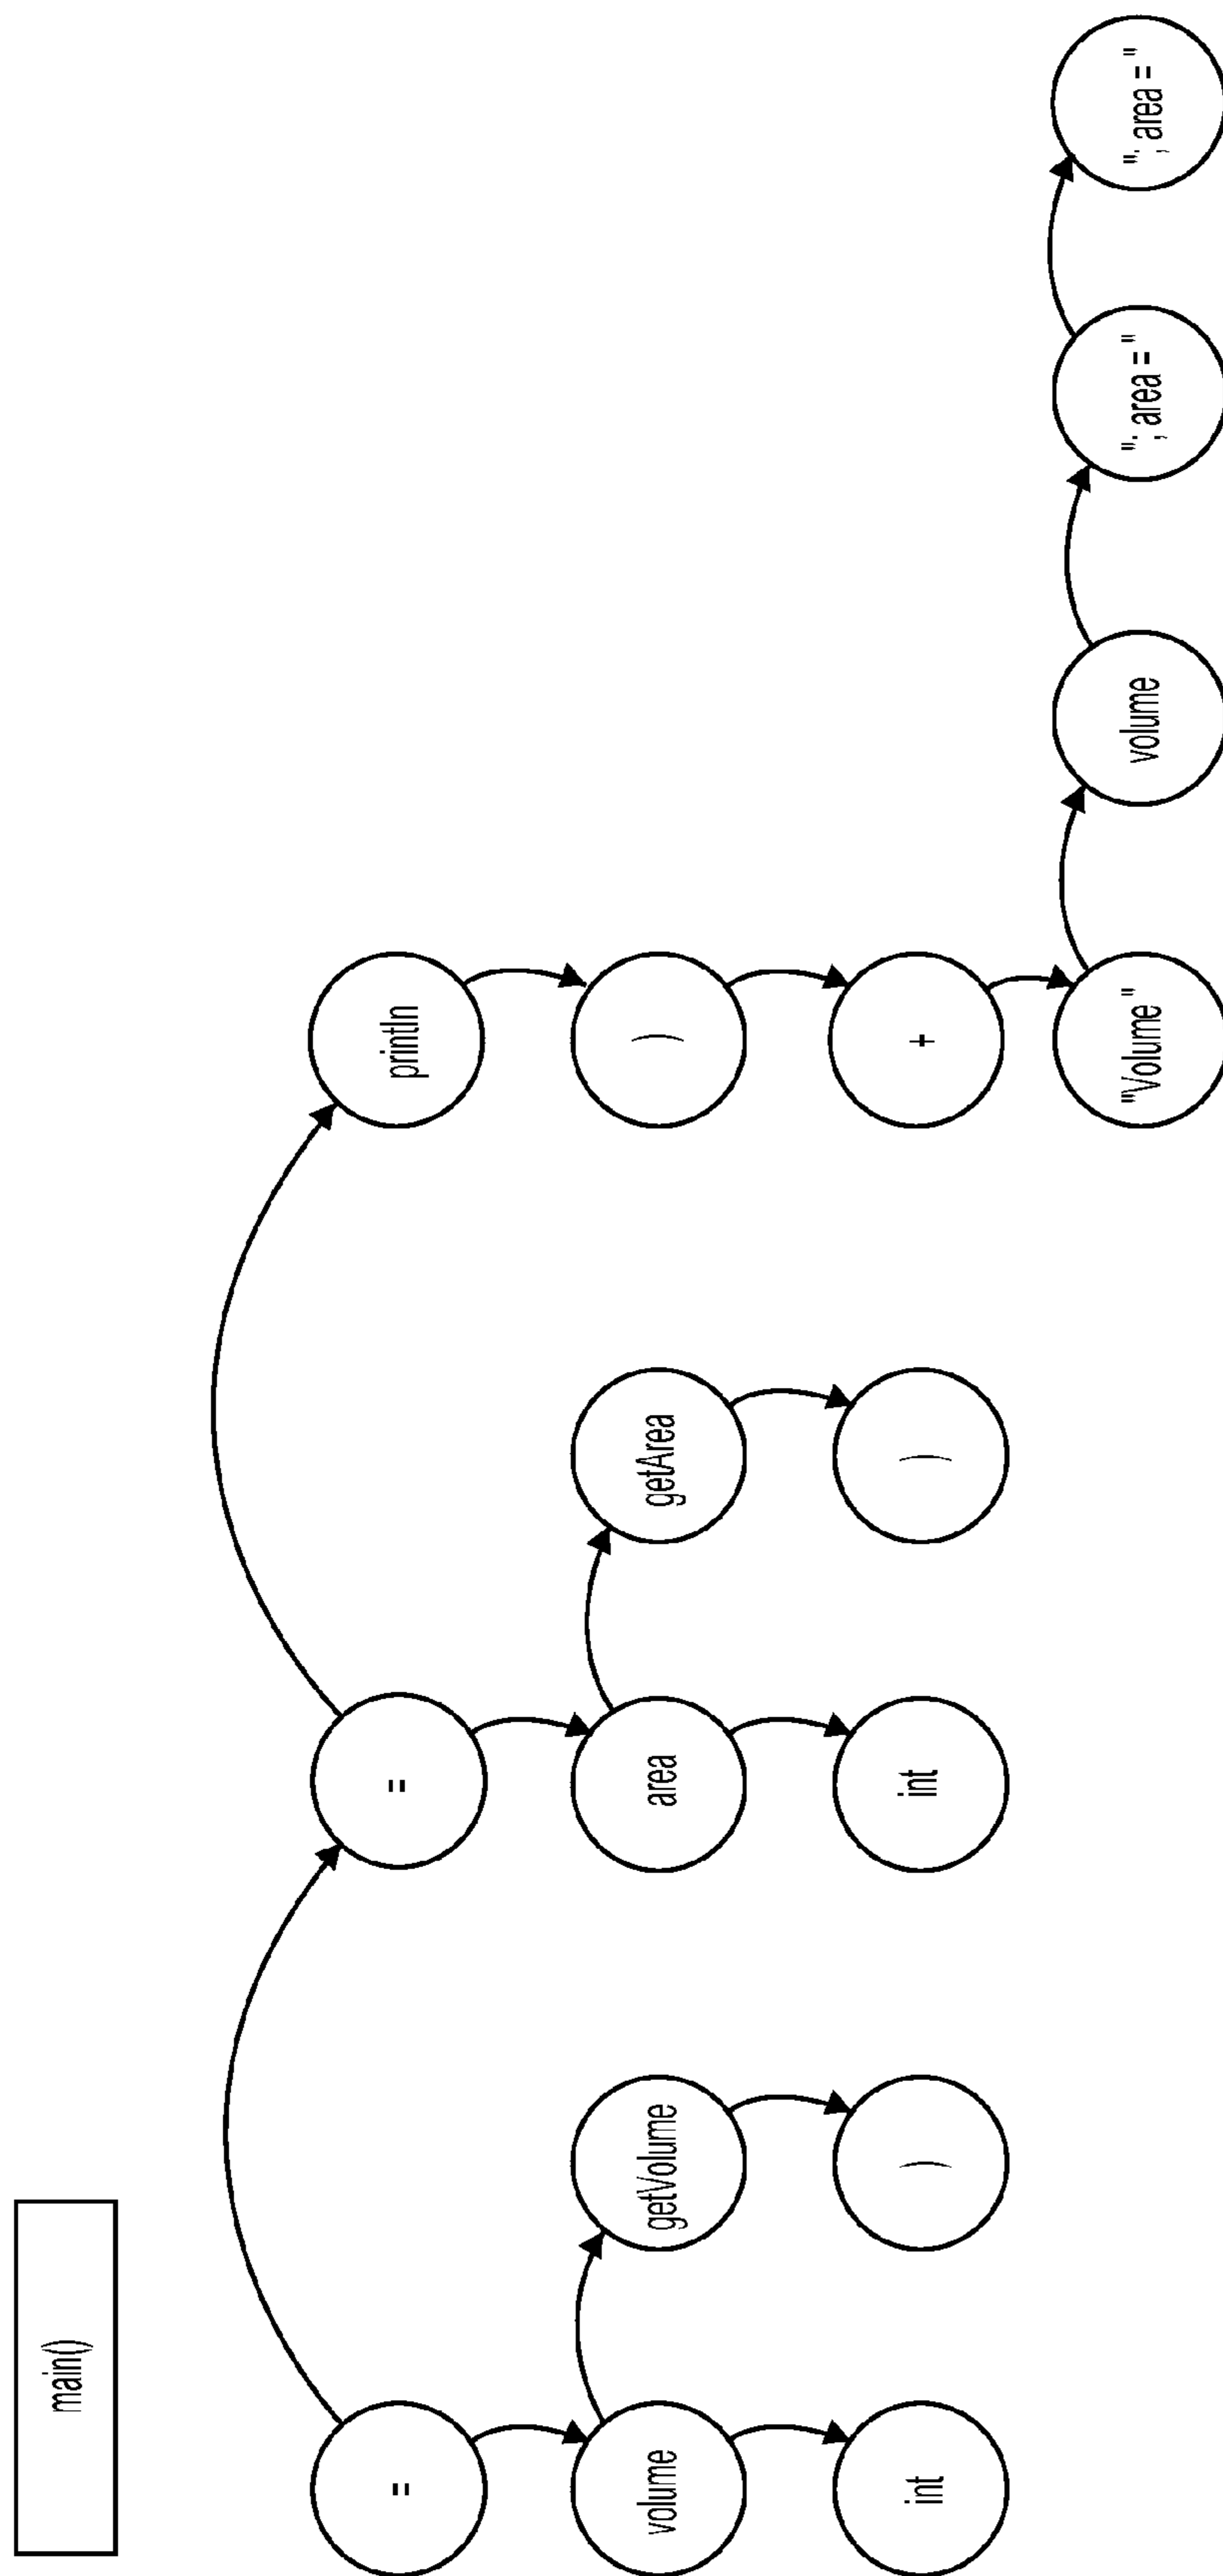 main()
=
=
println
volume
getVolume
area
getArea
)
int
)
int
)
+
"Volume"
volume
"; area = "
"; area = "